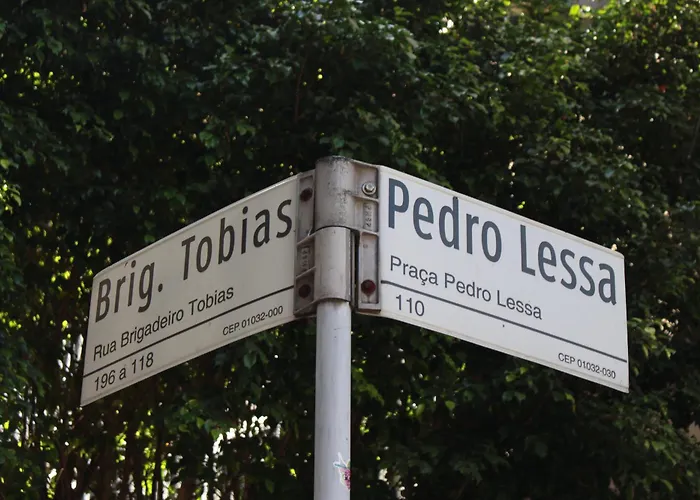 Brig. Tobias
Rua Brigadeiro Tobias
196 a 118
CEP 01032-000
Pedro Lessa
Praça Pedro Lessa
110
CEP 01032-030